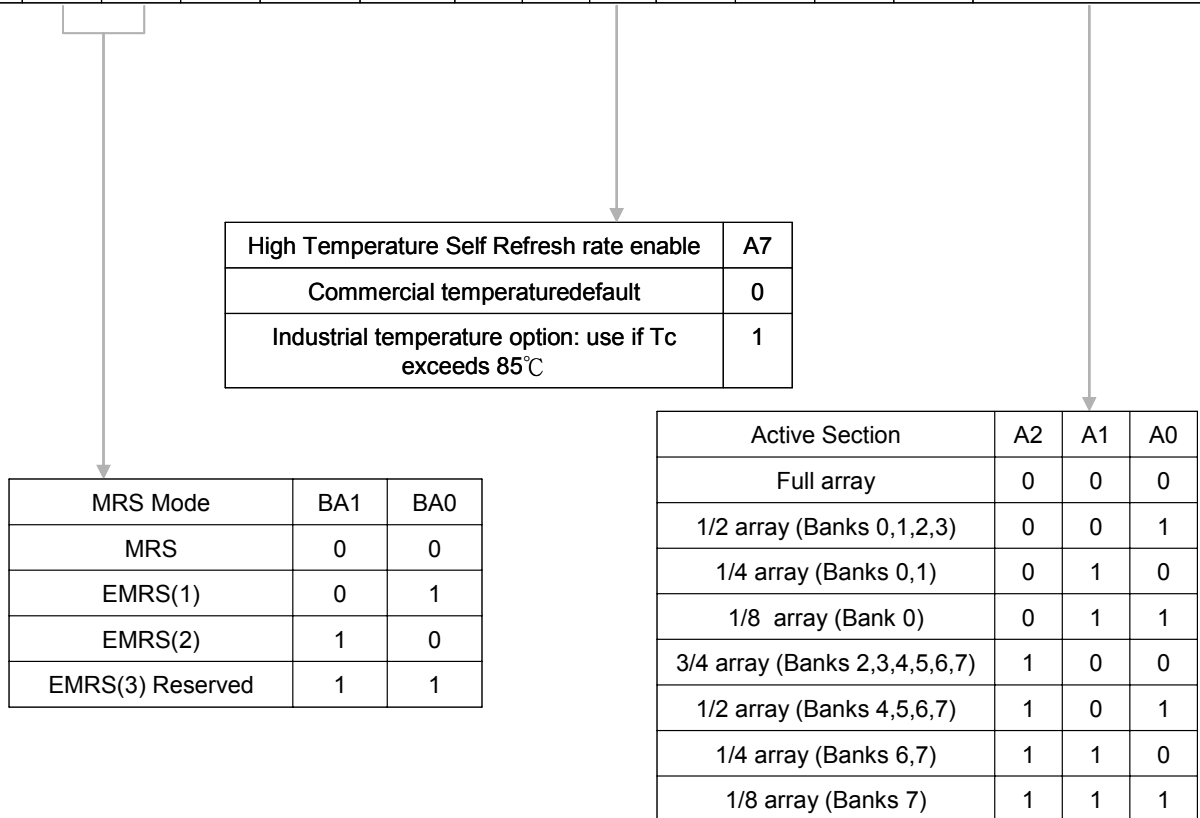 High Temperature Self Refresh rate enable A7
Commercial temperaturedefault 0
Industrial temperature option: use if Tc 1
exceeds 85℃
MRS Mode BA1 BA0
MRS 0 0
EMRS(1) 0 1
EMRS(2) 1 0
EMRS(3) Reserved 1 1
Active Section A2 A1 A0
Full array 0 0 0
1/2 array (Banks 0,1,2,3) 0 0 1
1/4 array (Banks 0,1) 0 1 0
1/8 array (Bank 0) 0 1 1
3/4 array (Banks 2,3,4,5,6,7) 1 0 0
1/2 array (Banks 4,5,6,7) 1 0 1
1/4 array (Banks 6,7) 1 1 0
1/8 array (Banks 7) 1 1 1